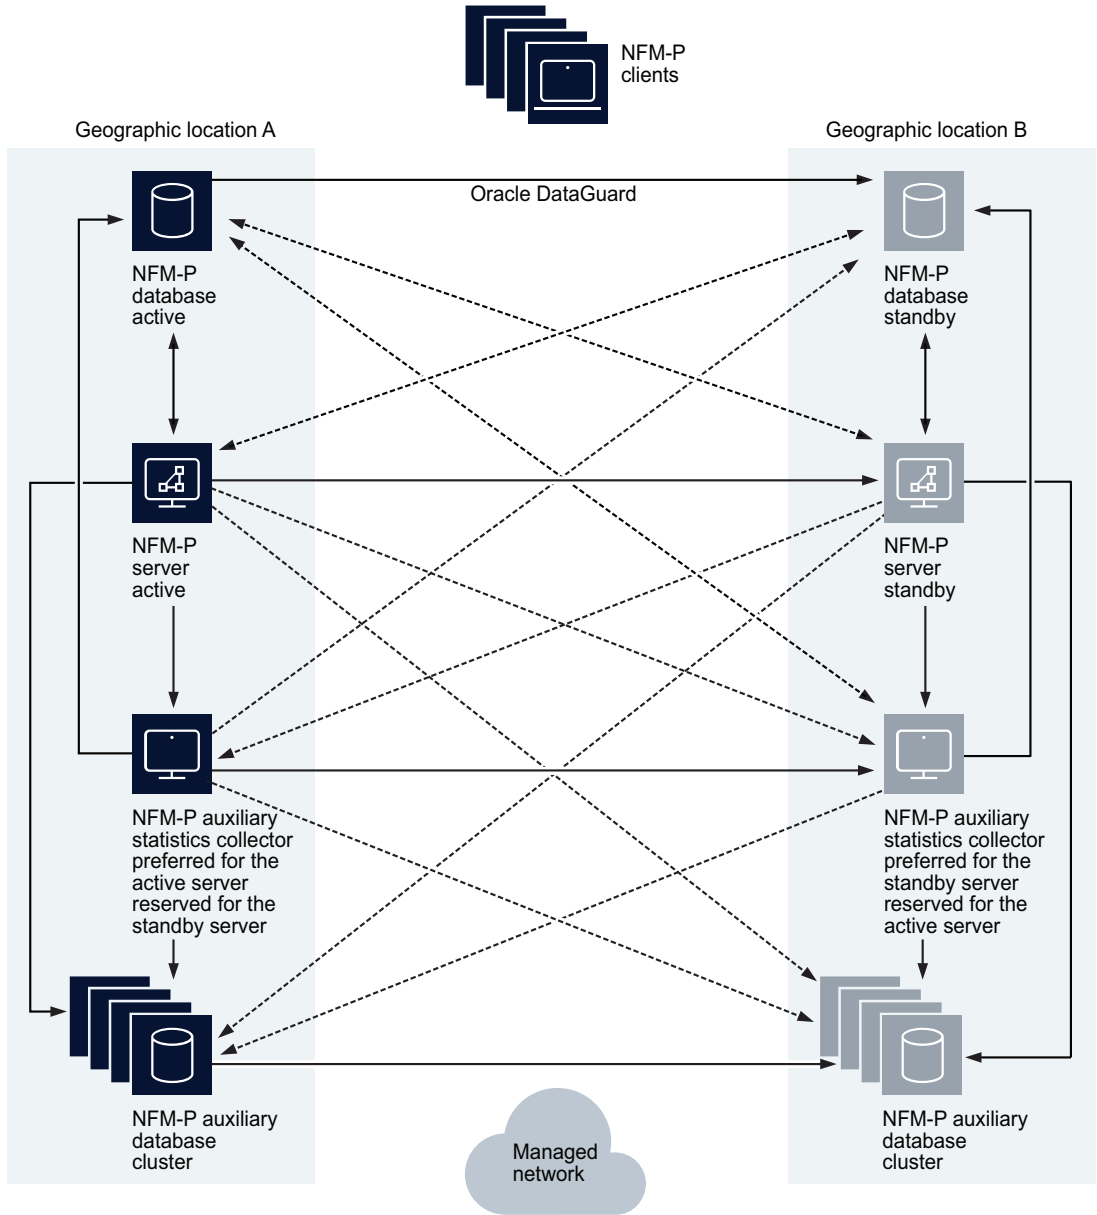 NFM-P
clients
Geographic location A
Geographic location B
Oracle DataGuard
NFM-P
database
active
NFM-P
database
standby
NFM-P
server
active
NFM-P
server
standby
NFM-P auxiliary
statistics collector
preferred for the
active server
reserved for the
standby server
NFM-P auxiliary
statistics collector
preferred for the
standby server
reserved for the
active server
NFM-P auxiliary
database
cluster
NFM-P auxiliary
database
cluster
Managed
network